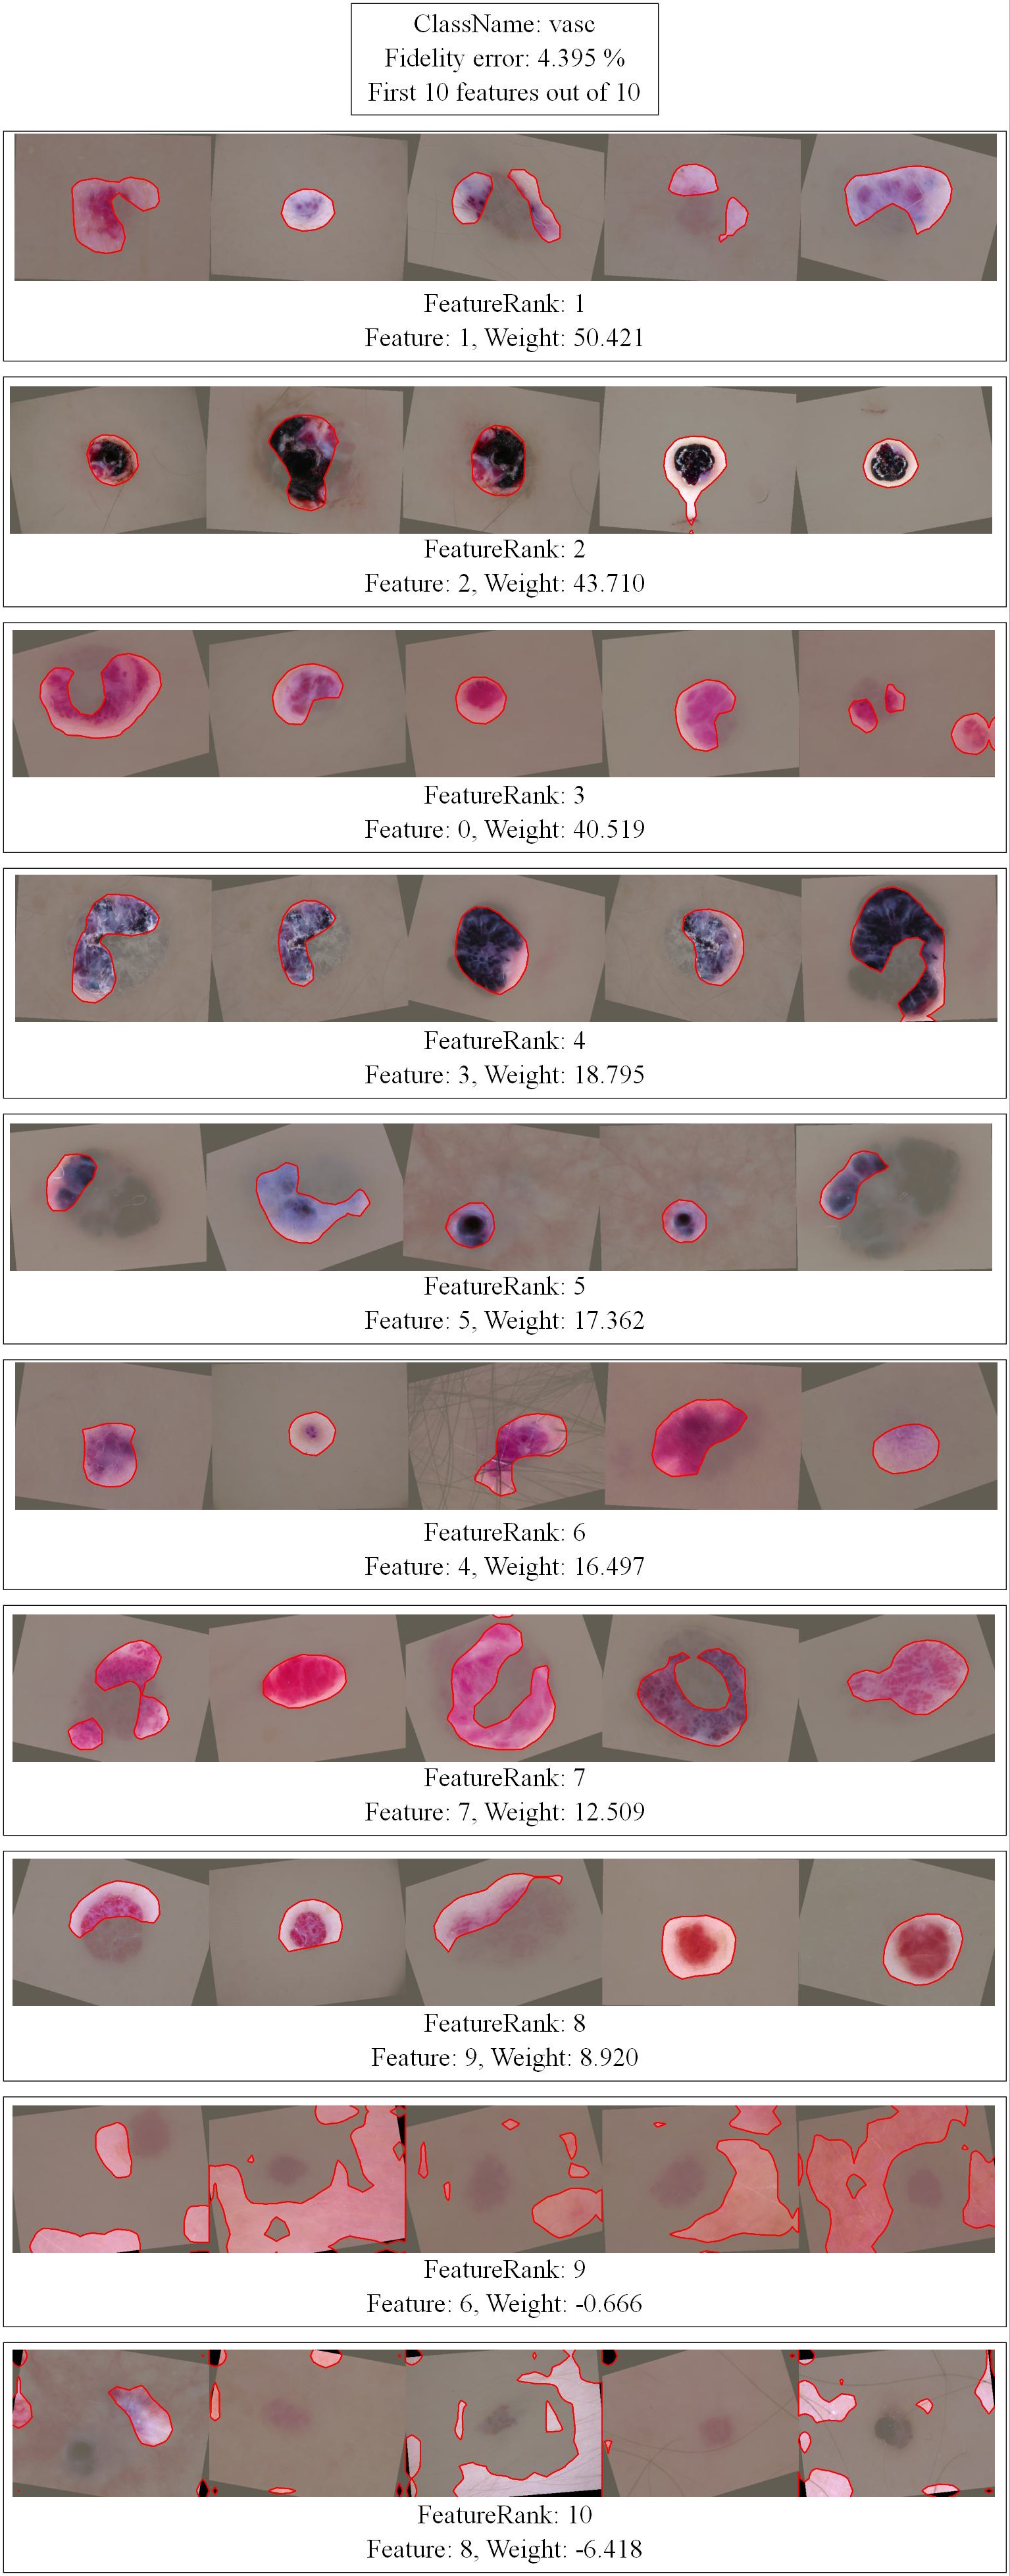 ClassName: vasc
Fidelity error: 4.395 %
First 10 features out of 10
FeatureRank: 1
Feature: 1, Weight: 50.421
FeatureRank: 2
Feature: 2, Weight: 43.710
FeatureRank: 3
Feature: 0, Weight: 40.519
FeatureRank: 4
Feature: 3, Weight: 18.795
FeatureRank: 5
Feature: 5, Weight: 17.362
FeatureRank: 6
Feature: 4, Weight: 16.497
FeatureRank: 7
Feature: 7, Weight: 12.509
FeatureRank: 8
Feature: 9, Weight: 8.920
FeatureRank: 9
Feature: 6, Weight: -0.666
FeatureRank: 10
Feature: 8, Weight: -6.418